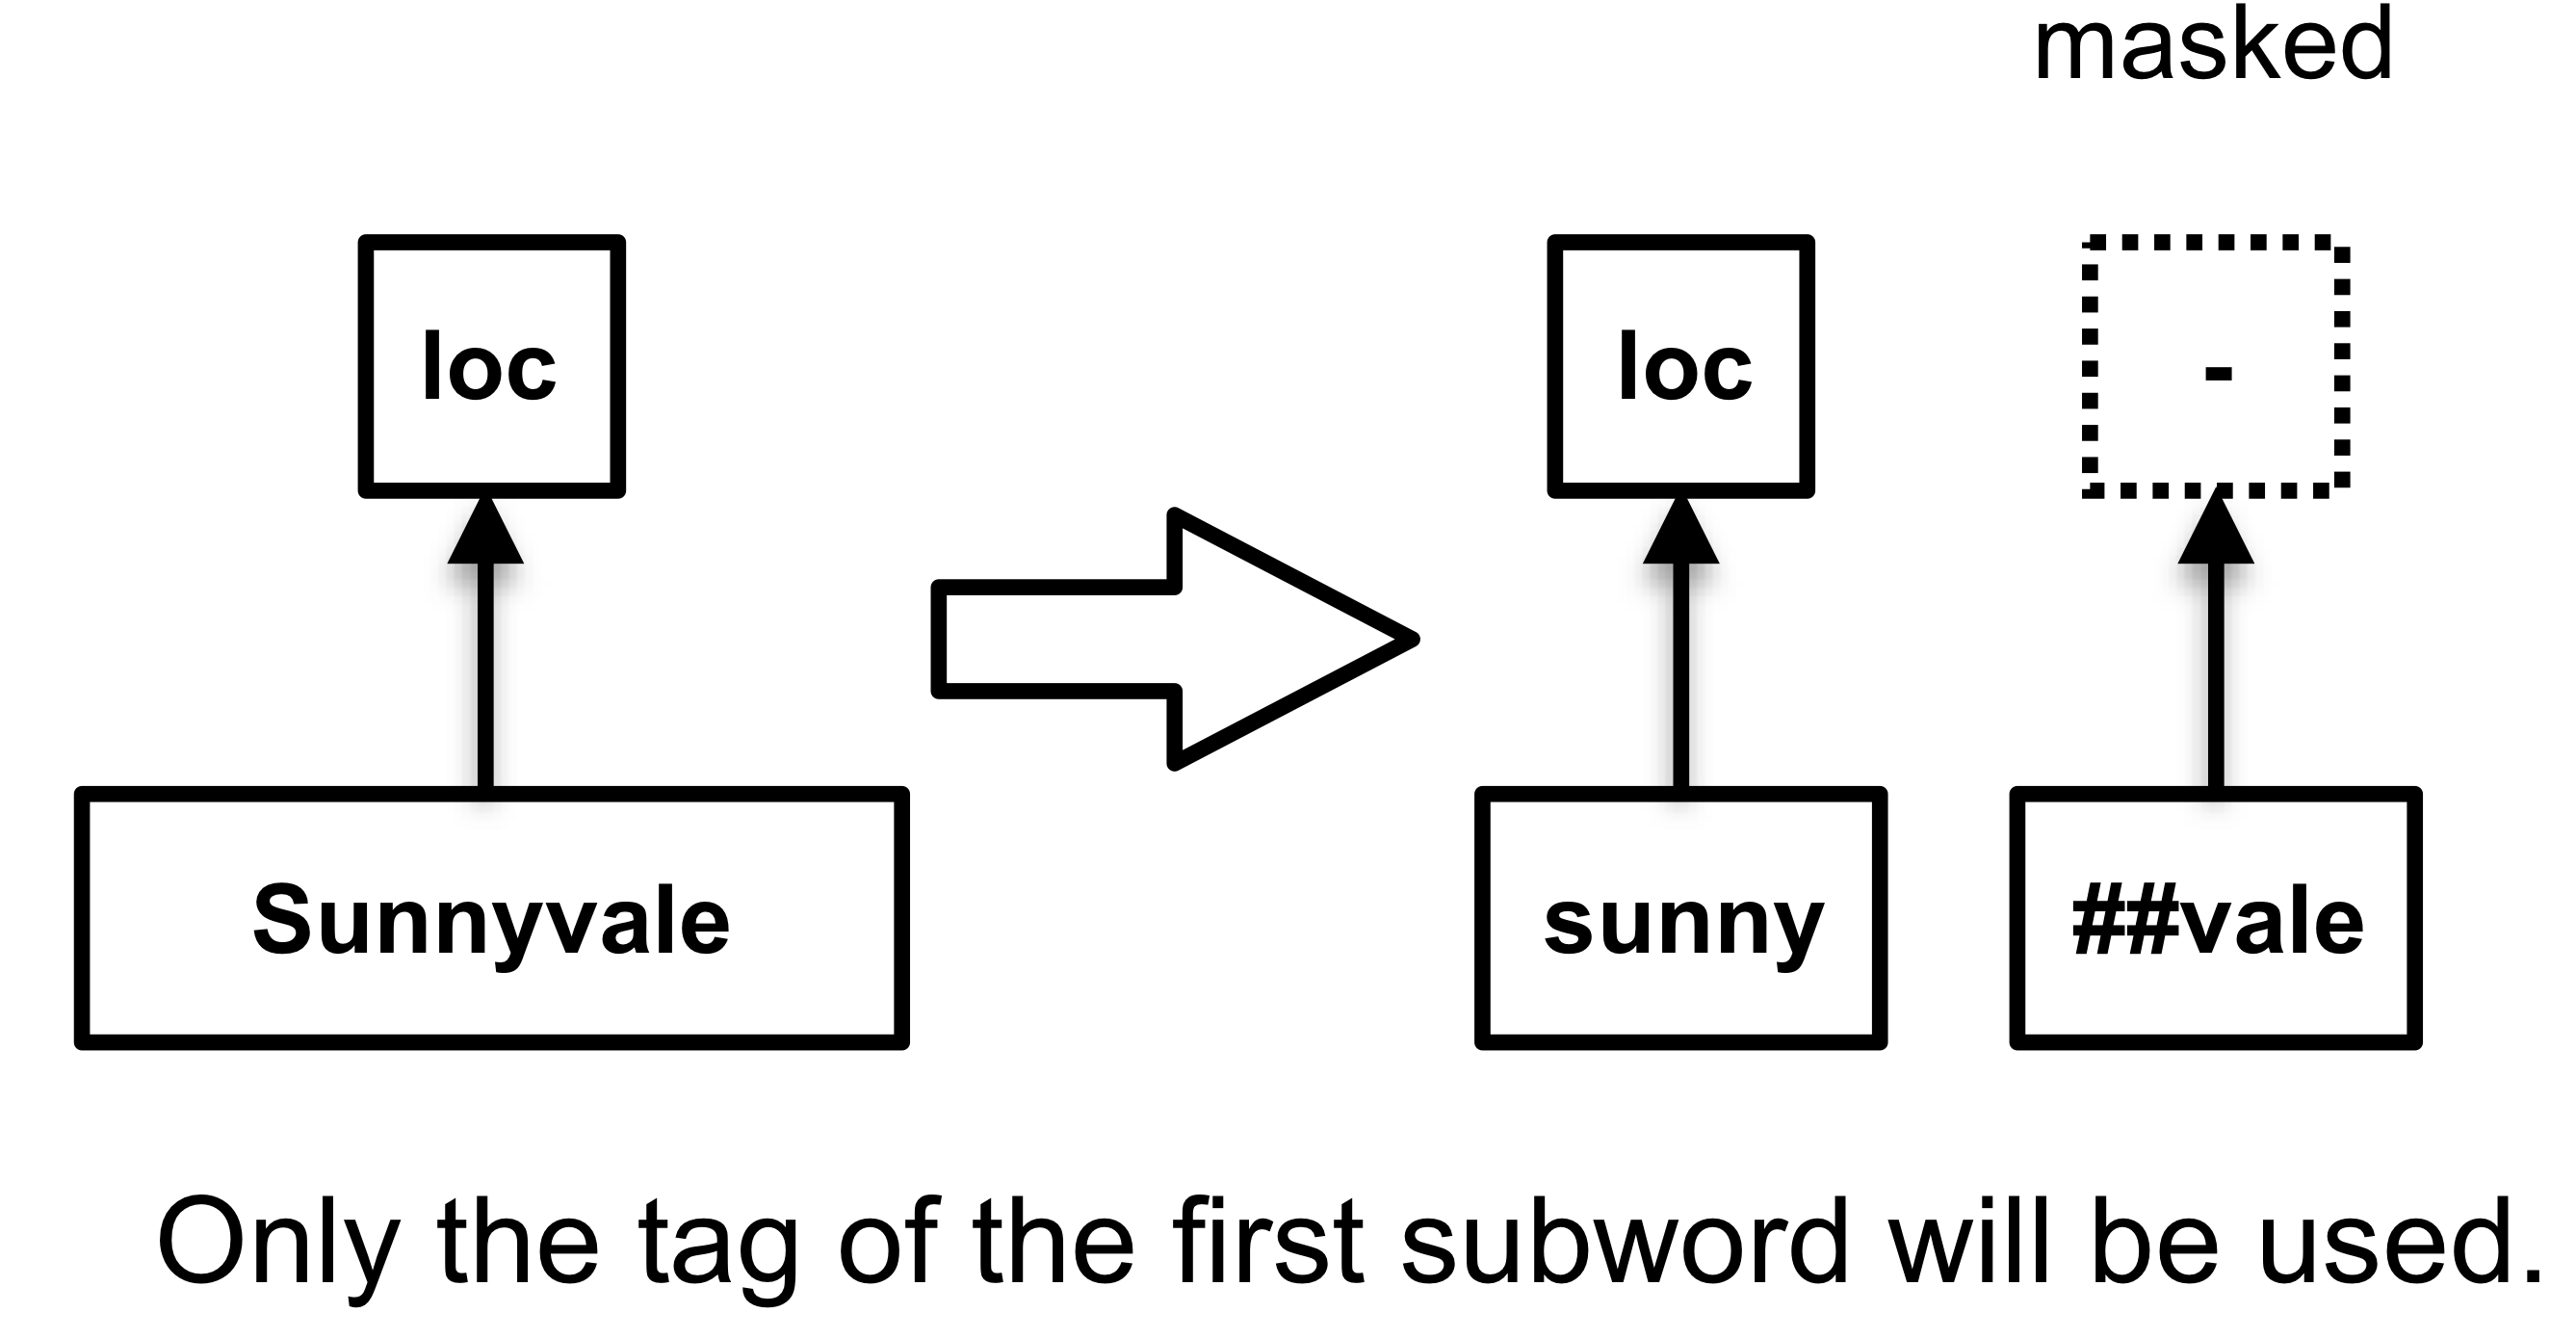 masked
loc
loc
-
Sunnyvale
sunny
##vale
Only the tag of the first subword will be used.